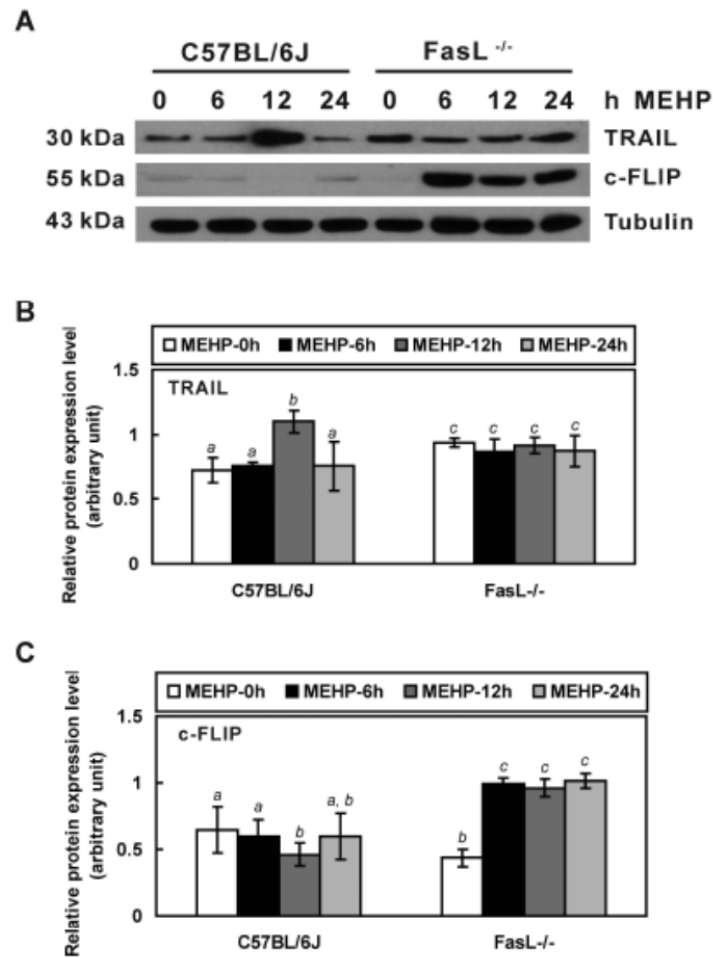 A
C57BL/6J FasL -/-
0 6 12 24 0 6 12 24 h MEHP
30 kDa TRAIL
55 kDa c-FLIP
43 kDa Tubulin
B
MEHP-0h MEHP-6h MEHP-12h MEHP-24h
Relative protein expression level
(arbitrary unit)
1.5
TRAIL
1
0.5
0
a a b a c c c c
C57BL/6J FasL-/-
C
MEHP-0h MEHP-6h MEHP-12h MEHP-24h
Relative protein expression level
(arbitrary unit)
1.5
c-FLIP
1
0.5
0
a a b a, b b c c c
C57BL/6J FasL-/-